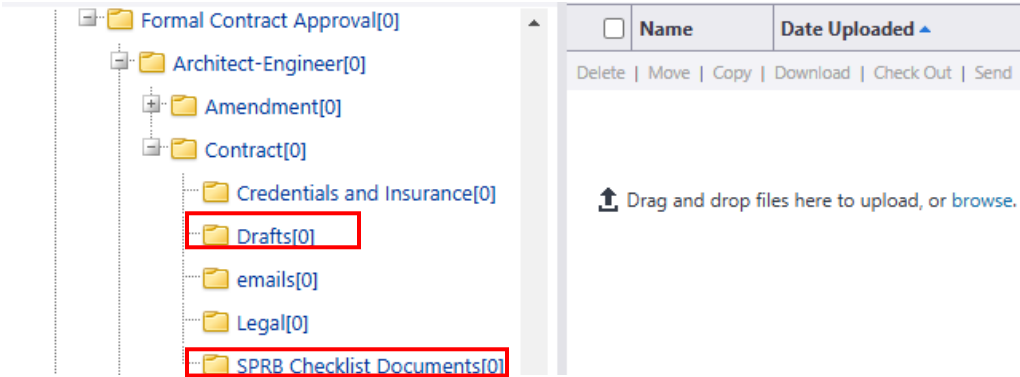 Formal Contract Approval[0]
Architect-Engineer[0]
Amendment[0]
Contract[0]
Credentials and Insurance[0]
Drafts[0]
emails[0]
Legal[0]
SPRB Checklist Documents[0]
Name Date Uploaded
Delete | Move | Copy | Download | Check Out | Send
Drag and drop files here to upload, or browse.